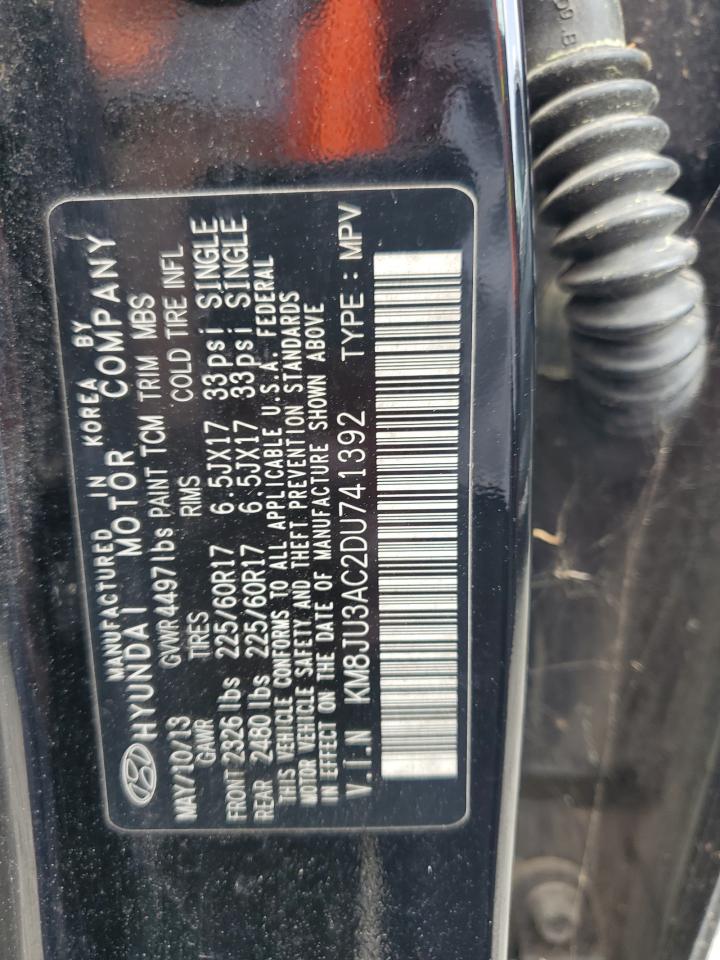 MANUFACTURED IN KOREA BY
HYUNDAI MOTOR COMPANY
MAY/10/13 GVWR 4497lbs PAINT TCM TRIM MBS
GAWR TIRES RIMS COLD TIRE INFL
FRONT 2326 lbs 225/60R17 6.5JX17 33psi SINGLE
REAR 2480 lbs 225/60R17 6.5JX17 33psi SINGLE
THIS VEHICLE CONFORMS TO ALL APPLICABLE U.S.A. FEDERAL
MOTOR VEHICLE SAFETY AND THEFT PREVENTION STANDARDS
IN EFFECT ON THE DATE OF MANUFACTURE SHOWN ABOVE
V.I.N KM8JU3AC2DU741392 TYPE : MPV